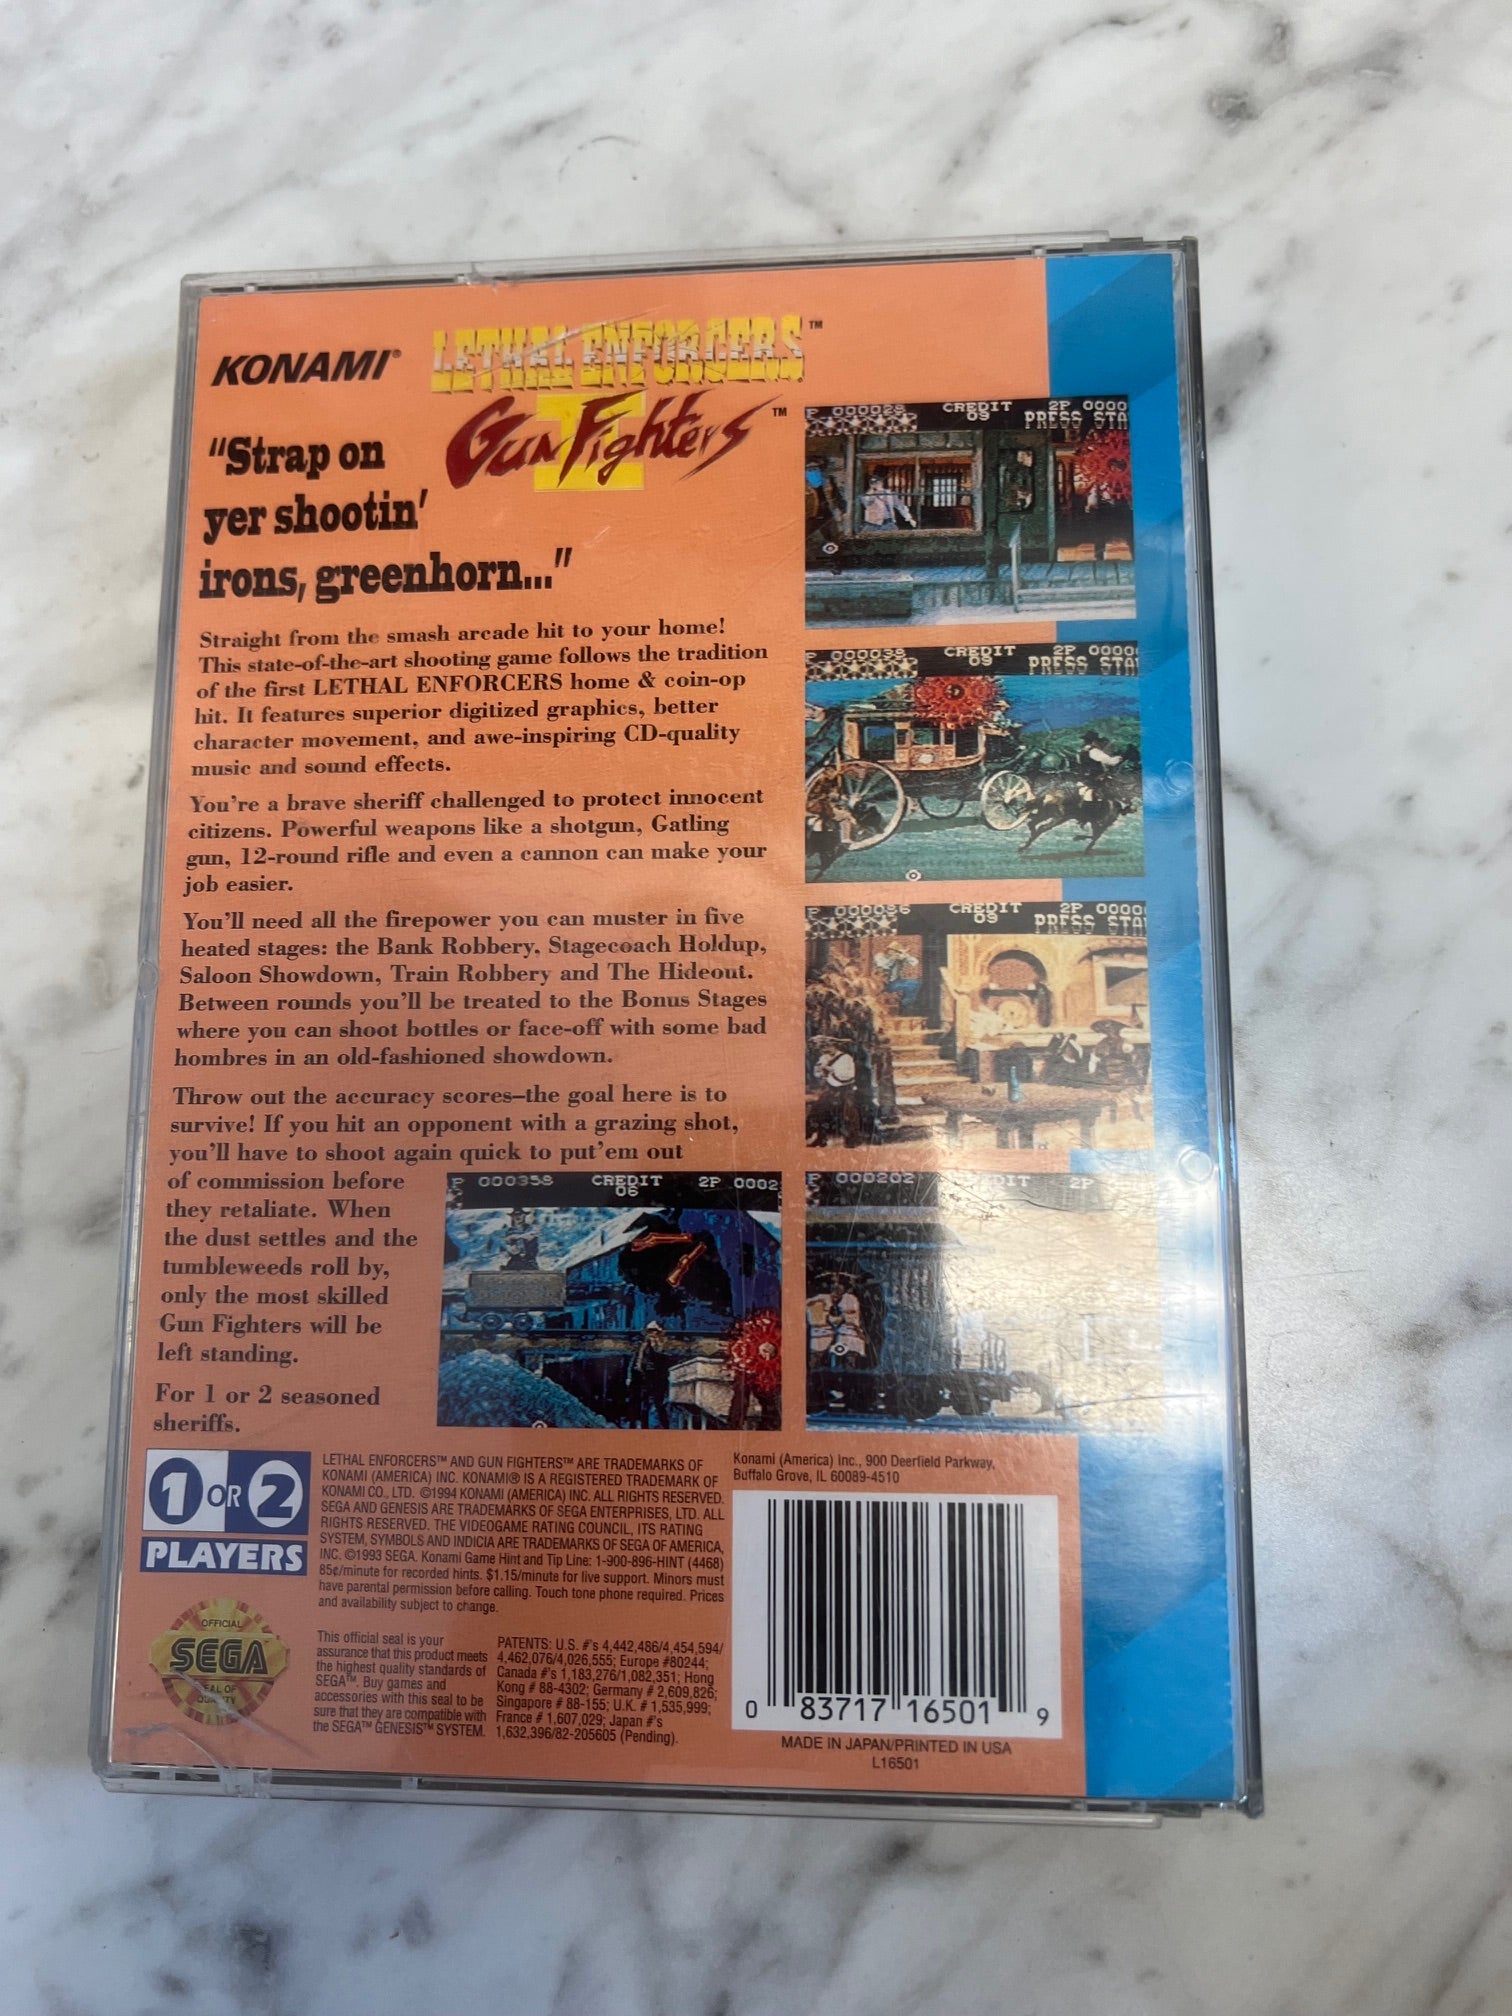 KONAMI®
LETHAL ENFORCERS™
II
Gun Fighters™
"Strap on
yer shootin'
irons, greenhorn..."
Straight from the smash arcade hit to your home!
This state-of-the-art shooting game follows the tradition
of the first LETHAL ENFORCERS home & coin-op
hit. It features superior digitized graphics, better
character movement, and awe-inspiring CD-quality
music and sound effects.
You're a brave sheriff challenged to protect innocent
citizens. Powerful weapons like a shotgun, Gatling
gun, 12-round rifle and even a cannon can make your
job easier.
You'll need all the firepower you can muster in five
heated stages: the Bank Robbery, Stagecoach Holdup,
Saloon Showdown, Train Robbery and The Hideout.
Between rounds you'll be treated to the Bonus Stages
where you can shoot bottles or face-off with some bad
hombres in an old-fashioned showdown.
Throw out the accuracy scores–the goal here is to
survive! If you hit an opponent with a grazing shot,
you'll have to shoot again quick to put'em out
of commission before
they retaliate. When
the dust settles and the
tumbleweeds roll by,
only the most skilled
Gun Fighters will be
left standing.
For 1 or 2 seasoned
sheriffs.
P 000028 CREDIT 2P 0000
09 PRESS STA
P 000038 CREDIT 2P 0000
09 PRESS STA
P 000086 CREDIT 2P 0000
09 PRESS STA
P 000358 CREDIT 2P 0002
06
P 000202 2P
1 OR 2
PLAYERS
LETHAL ENFORCERS™ AND GUN FIGHTERS™ ARE TRADEMARKS OF
KONAMI (AMERICA) INC. KONAMI® IS A REGISTERED TRADEMARK OF
KONAMI CO., LTD. ©1994 KONAMI (AMERICA) INC. ALL RIGHTS RESERVED.
SEGA AND GENESIS ARE TRADEMARKS OF SEGA ENTERPRISES, LTD. ALL
RIGHTS RESERVED. THE VIDEOGAME RATING COUNCIL, ITS RATING
SYSTEM, SYMBOLS AND INDICIA ARE TRADEMARKS OF SEGA OF AMERICA,
INC. ©1993 SEGA. Konami Game Hint and Tip Line: 1-900-896-HINT (4468)
85¢/minute for recorded hints. $1.15/minute for live support. Minors must
have parental permission before calling. Touch tone phone required. Prices
and availability subject to change.
Konami (America) Inc., 900 Deerfield Parkway,
Buffalo Grove, IL 60089-4510
OFFICIAL
SEGA
SEAL OF
QUALITY
This official seal is your
assurance that this product meets
the highest quality standards of
SEGA™. Buy games and
accessories with this seal to be
sure that they are compatible with
the SEGA™ GENESIS™ SYSTEM.
PATENTS: U.S. #'s 4,442,486/4,454,594/
4,462,076/4,026,555; Europe #80244;
Canada #'s 1,183,276/1,082,351; Hong
Kong # 88-4302; Germany # 2,609,826;
Singapore # 88-155; U.K. # 1,535,999;
France # 1,607,029; Japan #'s
1,632,396/82-205605 (Pending).
0 83717 16501 9
MADE IN JAPAN/PRINTED IN USA
L16501